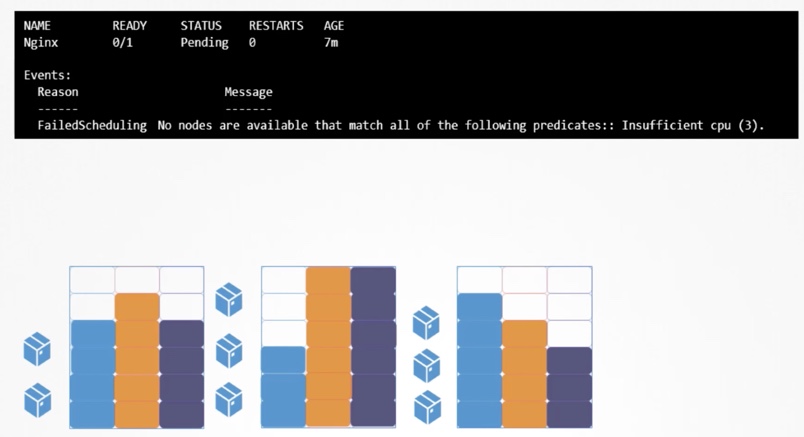 NAME READY STATUS RESTARTS AGE
Nginx 0/1 Pending 0 7m
Events:
Reason Message
------ -------
FailedScheduling No nodes are available that match all of the following predicates:: Insufficient cpu (3).